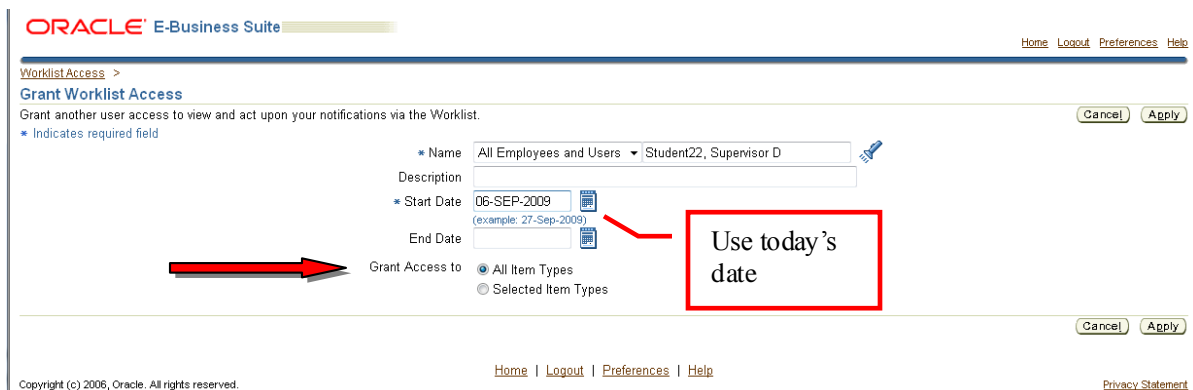 ORACLE E-Business Suite
Home Logout Preferences Help
Worklist Access >
Grant Worklist Access
Grant another user access to view and act upon your notifications via the Worklist.
Cancel Apply
* Indicates required field
* Name All Employees and Users Student22, Supervisor D
Description
* Start Date 06-SEP-2009
(example: 27-Sep-2009)
End Date
Use today's
date
Grant Access to All Item Types
Selected Item Types
Cancel Apply
Home | Logout | Preferences | Help
Copyright (c) 2006, Oracle. All rights reserved. Privacy Statement